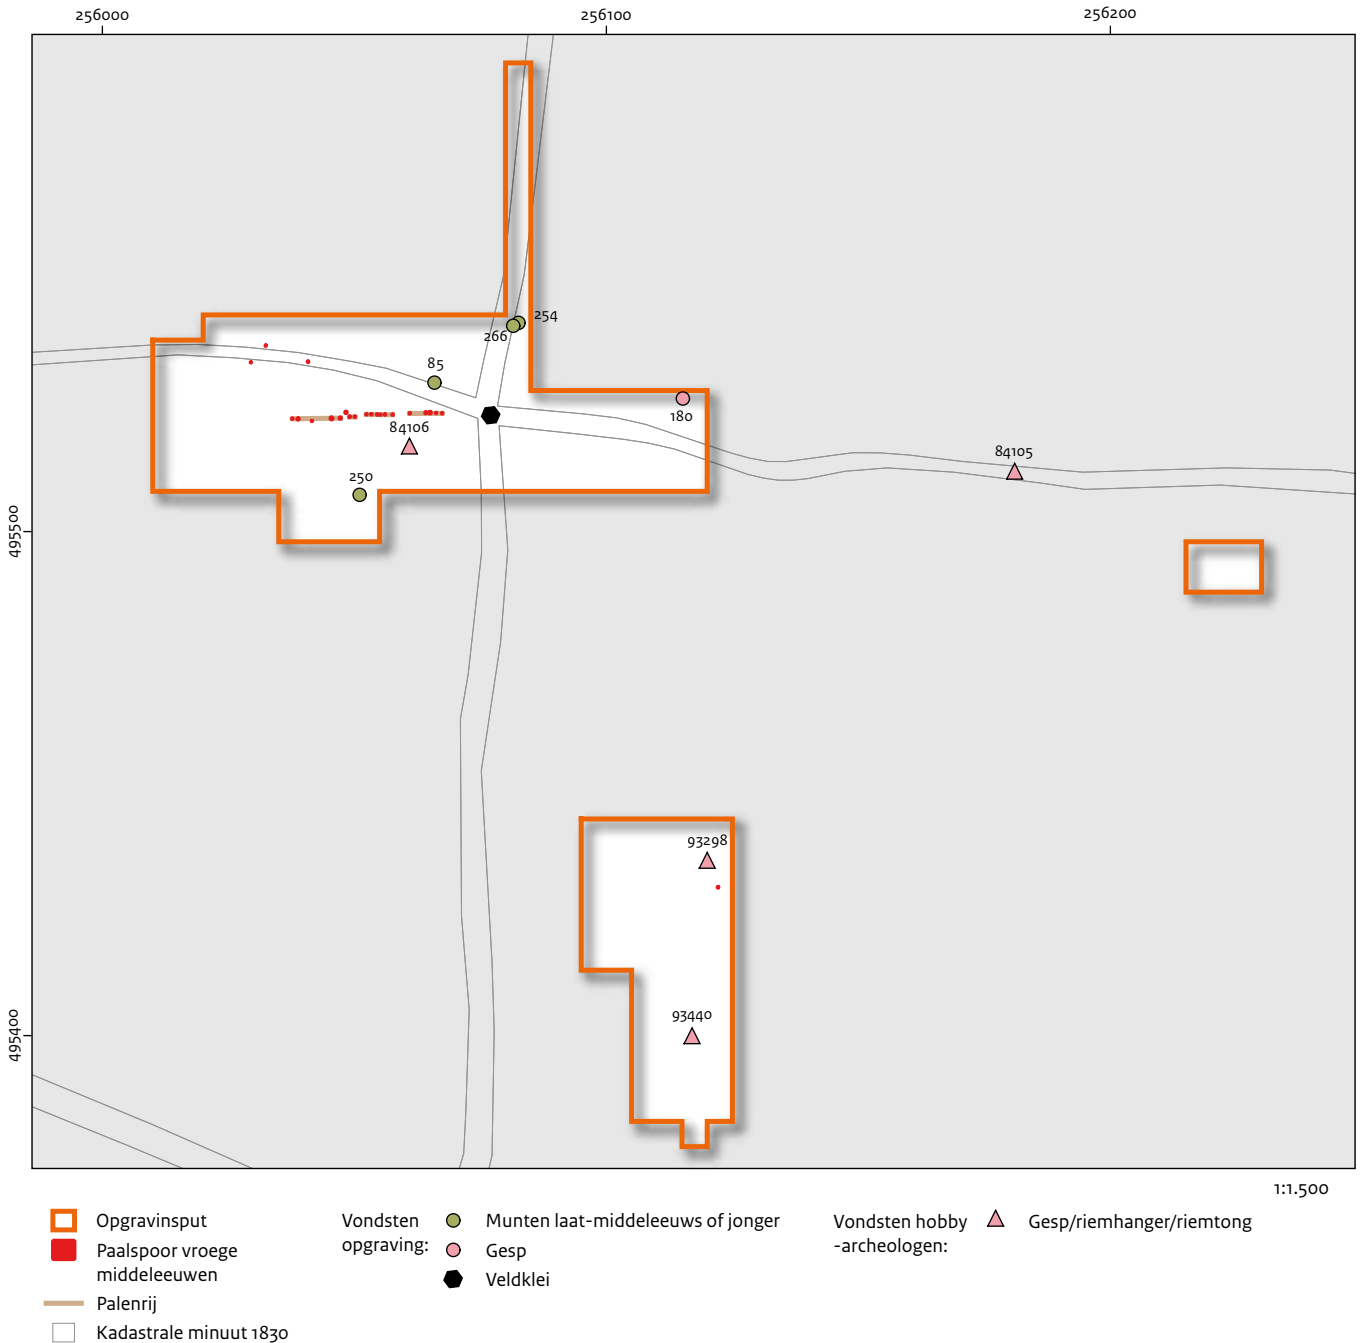 256000
256100
256200
254
266
85
180
84106
84105
250
495500
93298
93440
495400
1:1.500
Opgravinsput
Paalspoor vroege
middeleeuwen
Palenrij
Kadastrale minuut 1830
Vondsten
opgraving:
Munten laat-middeleeuws of jonger
Gesp
Veldklei
Vondsten hobby
-archeologen:
Gesp/riemhanger/riemtong